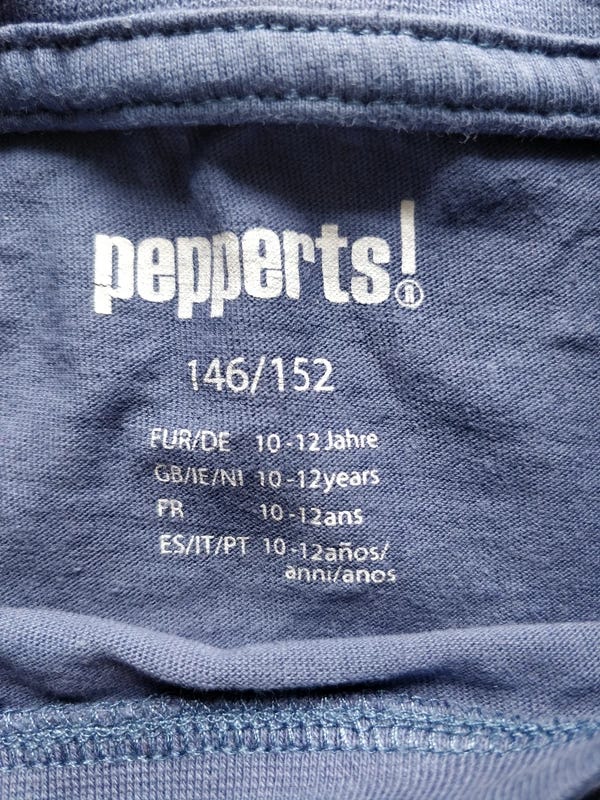 pepperts!®
146/152
EUR/DE 10-12 Jahre
GB/IE/NI 10-12years
FR 10-12ans
ES/IT/PT 10-12años/
anni/anos